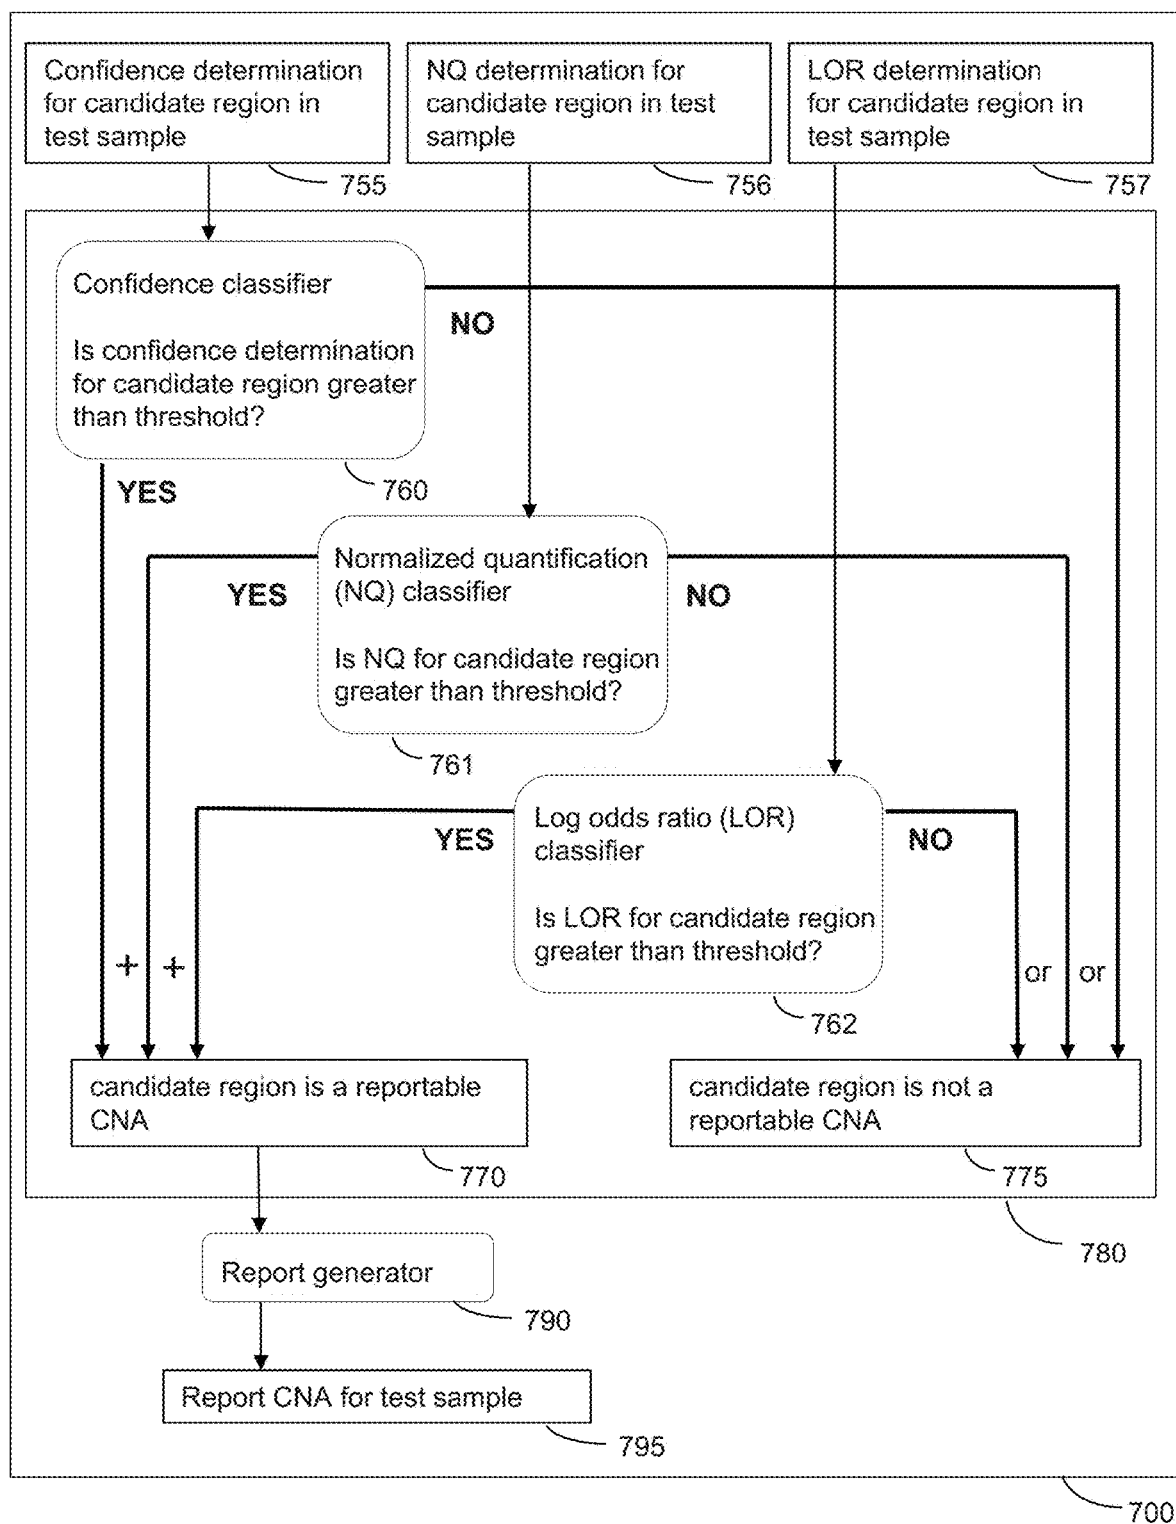 Confidence determination
for candidate region in
test sample
755
NQ determination for
candidate region in test
sample
756
LOR determination
for candidate region in
test sample
757
Confidence classifier
Is confidence determination
for candidate region greater
than threshold?
760
NO
YES
Normalized quantification
(NQ) classifier
Is NQ for candidate region
greater than threshold?
761
YES
NO
Log odds ratio (LOR)
classifier
Is LOR for candidate region
greater than threshold?
762
YES
NO
+
+
or
or
candidate region is a reportable
CNA
770
candidate region is not a
reportable CNA
775
780
Report generator
790
Report CNA for test sample
795
700